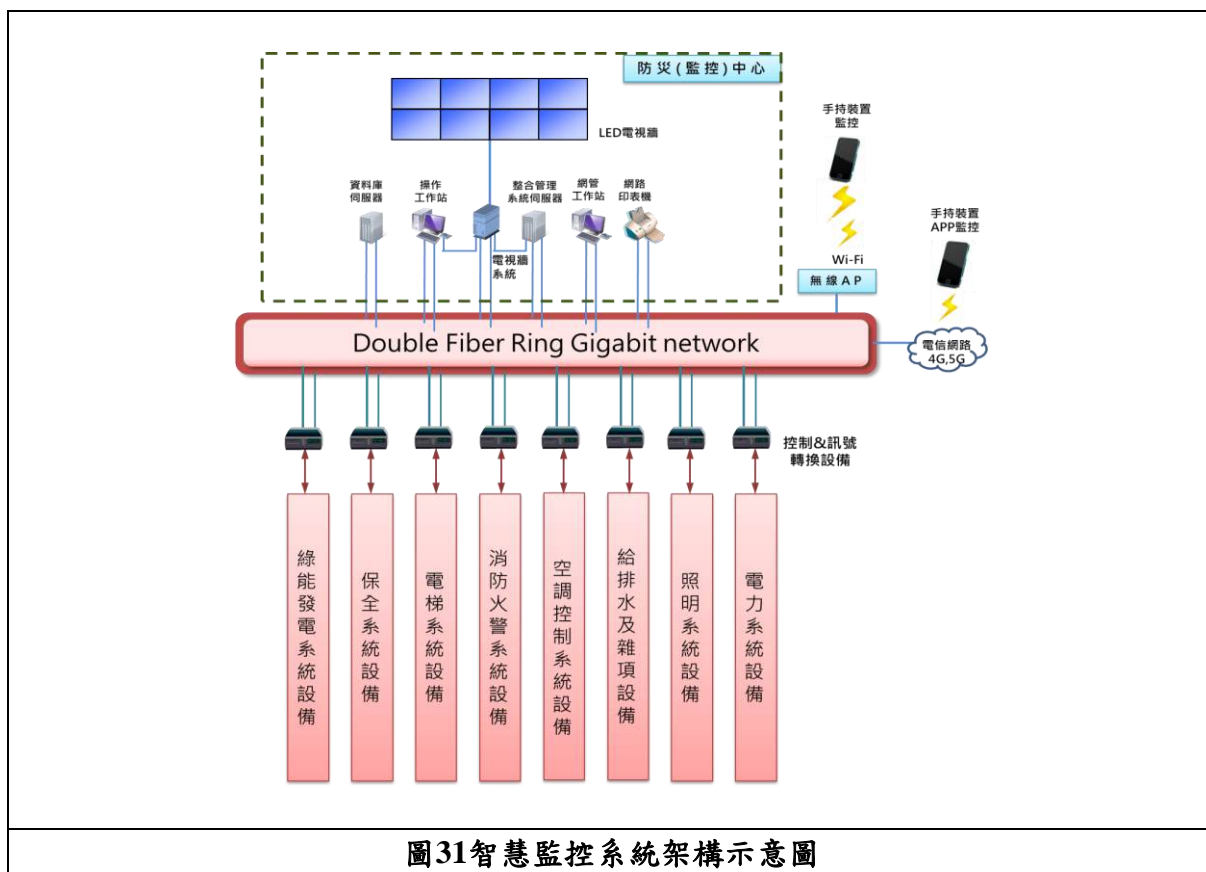 防災(監控)中心
LED電視牆
資料庫
伺服器
操作
工作站
整合管理
系統伺服器
網管
工作站
網路
印表機
電視牆
系統
手持裝置
監控
Wi-Fi
無線AP
手持裝置
APP監控
Double Fiber Ring Gigabit network
電信網路
4G,5G
控制&訊號
轉換設備
綠能發電系統設備
保全系統設備
電梯系統設備
消防火警系統設備
空調控制系統設備
給排水及雜項設備
照明系統設備
電力系統設備
圖31智慧監控系統架構示意圖